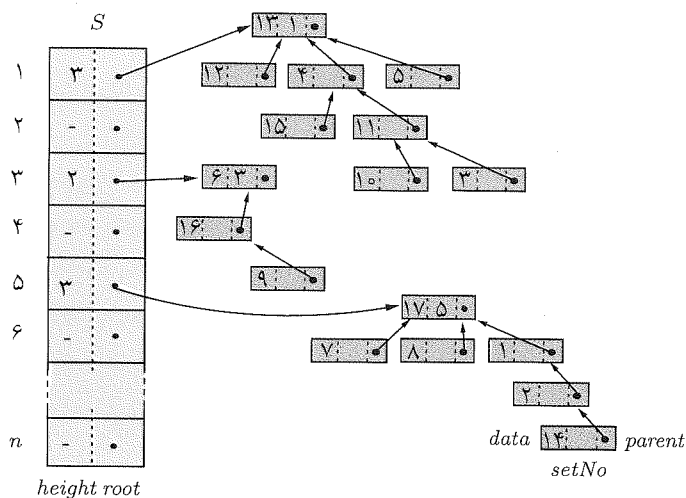 S
۱ ۳ ۱۳ ۱
۱۲ ۴ ۵
۲ - ۱۵ ۱۱
۳ ۲ ۶ ۳ ۱۰ ۳
۴ - ۱۶
۹
۵ ۳ ۱۷ ۵
۶ - ۷ ۸ ۱
۲
n - data ۱۴ parent
setNo
height root